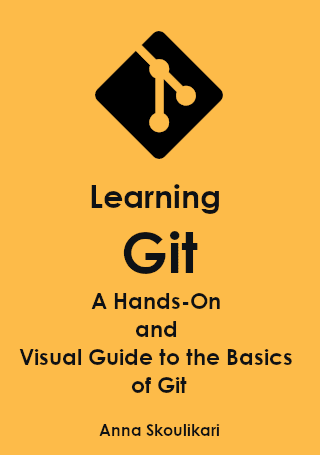 Learning
Git
A Hands-On
and
Visual Guide to the Basics
of Git
Anna Skoulikari